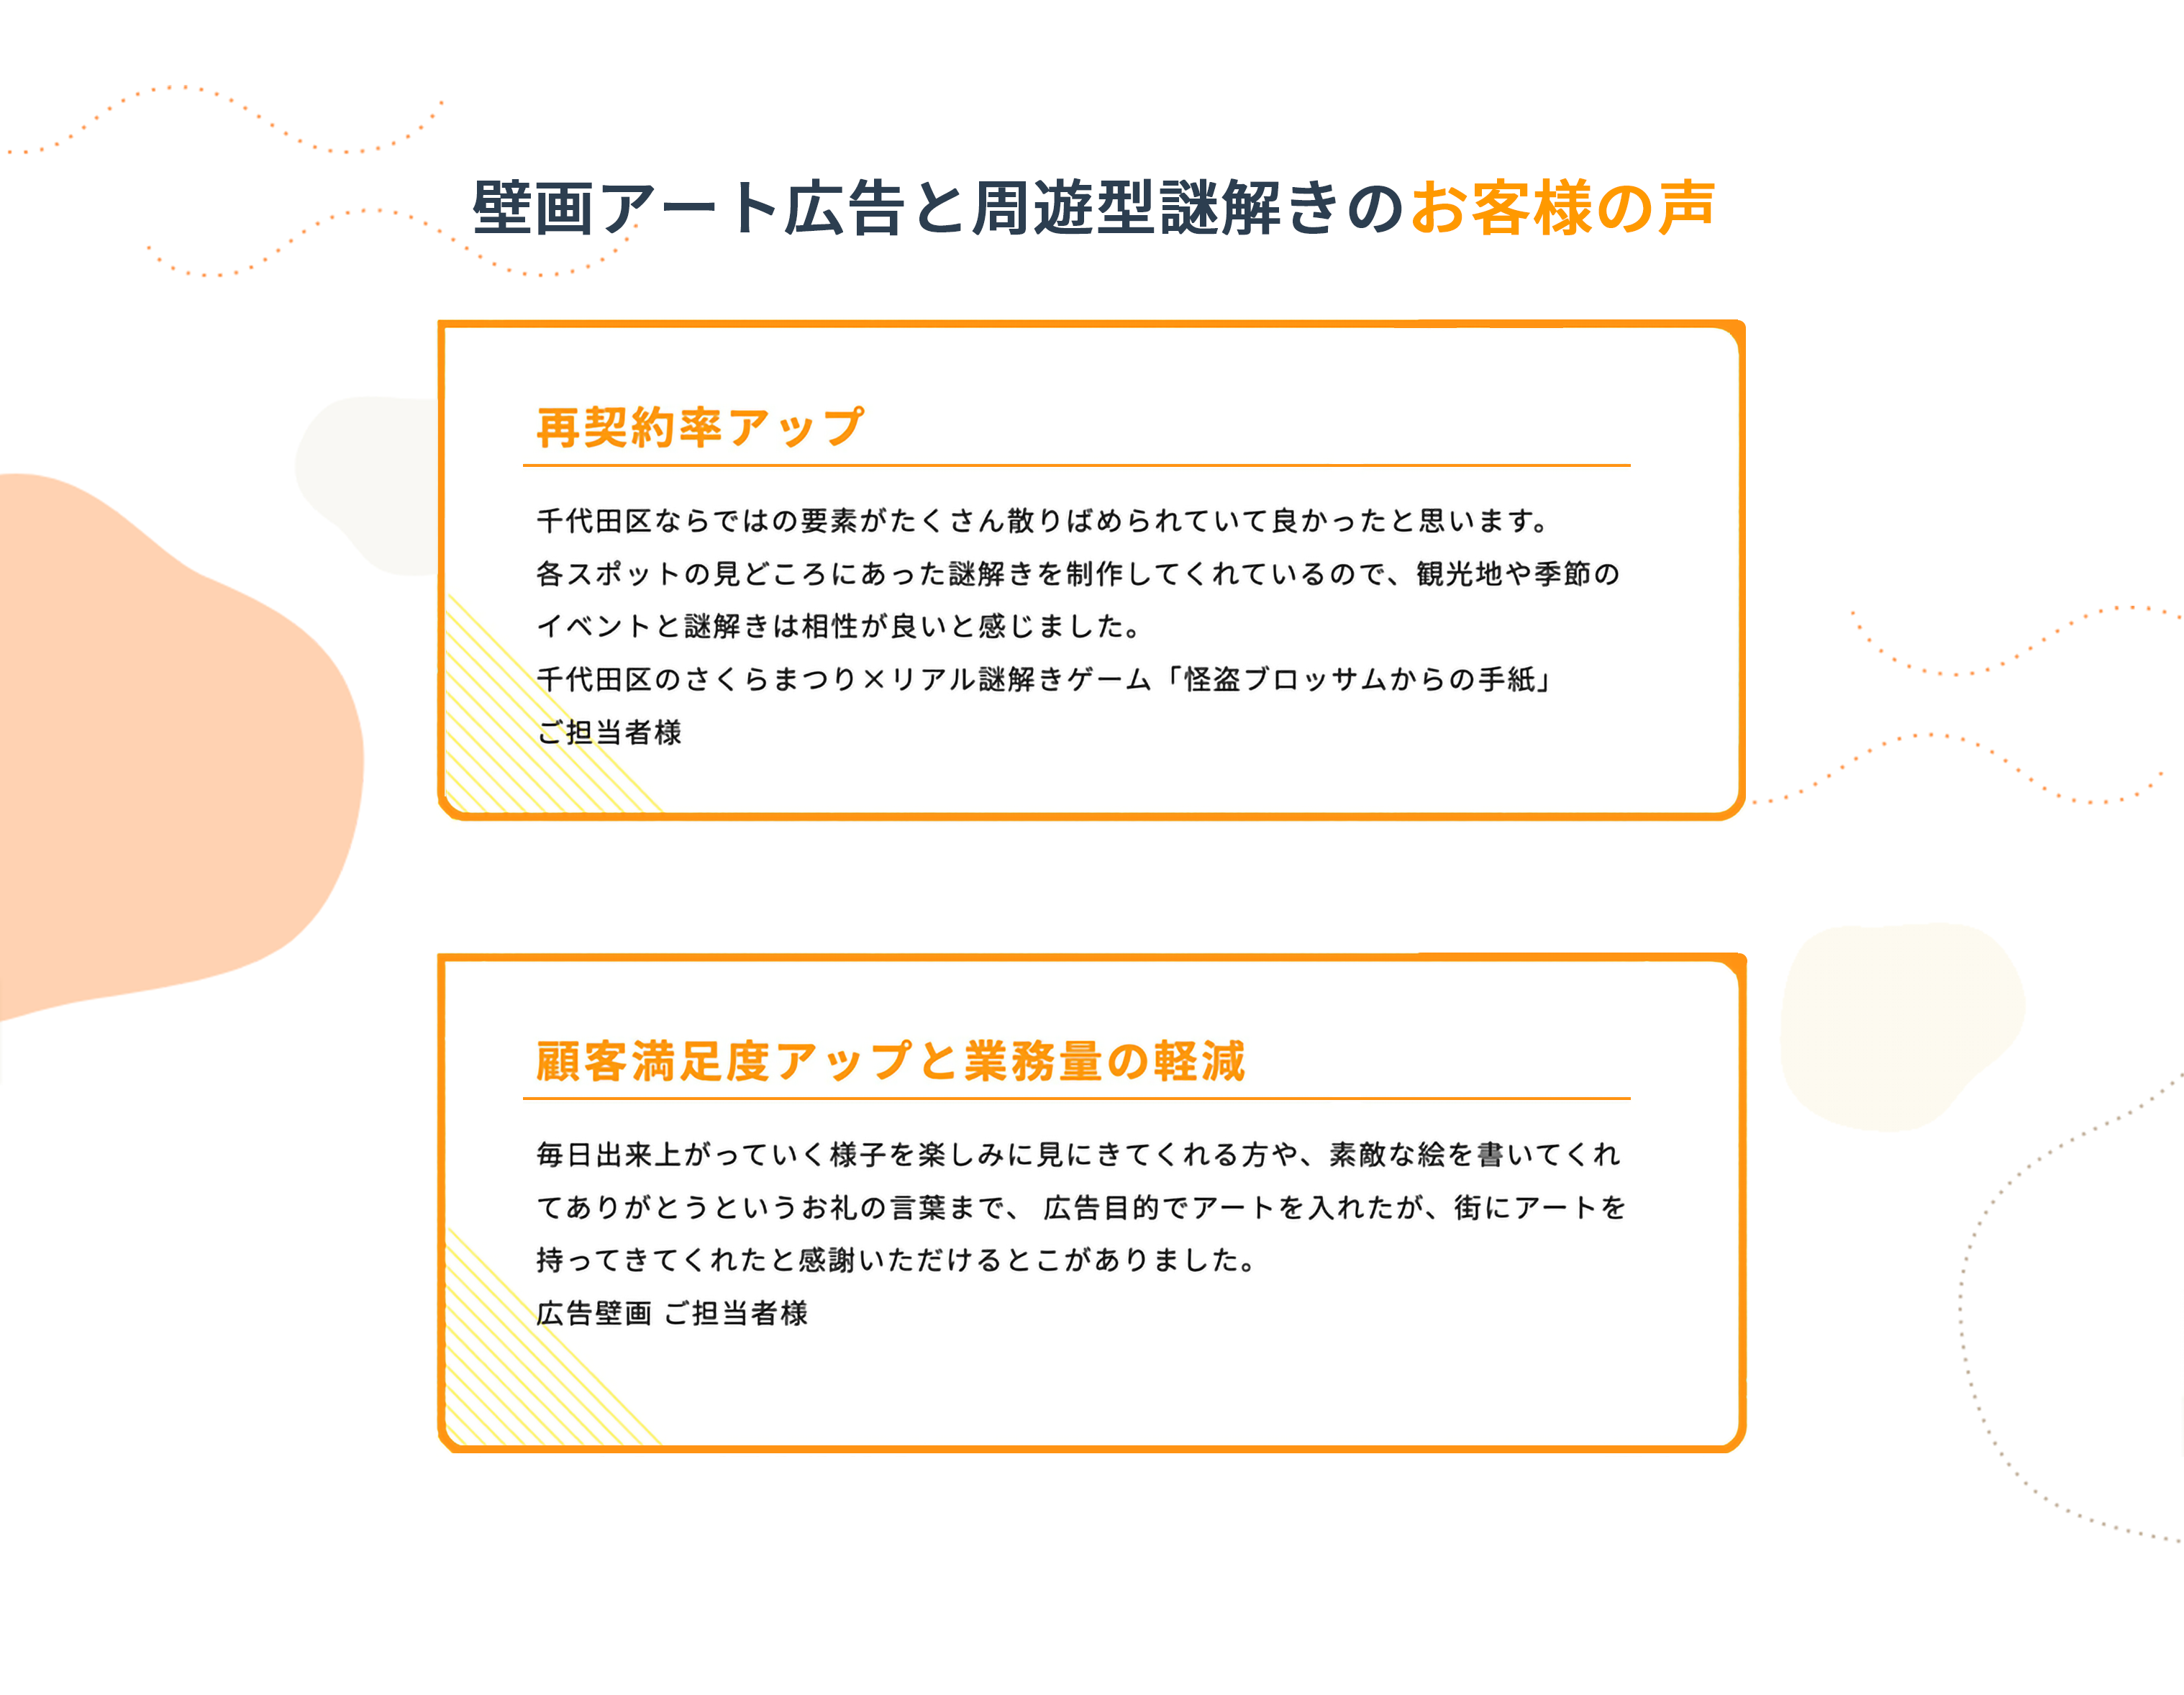 壁画アート広告と周遊型謎解きのお客様の声
再契約率アップ
千代田区ならではの要素がたくさん散りばめられていて良かったと思います。
各スポットの見どころにあった謎解きを制作してくれているので、観光地や季節の
イベントと謎解きは相性が良いと感じました。
千代田区のさくらまつり×リアル謎解きゲーム「怪盗ブロッサムからの手紙」
ご担当者様
顧客満足度アップと業務量の軽減
毎日出来上がっていく様子を楽しみに見にきてくれる方や、素敵な絵を書いてくれ
てありがとうというお礼の言葉まで、 広告目的でアートを入れたが、街にアートを
持ってきてくれたと感謝いただけるとこがありました。
広告壁画 ご担当者様